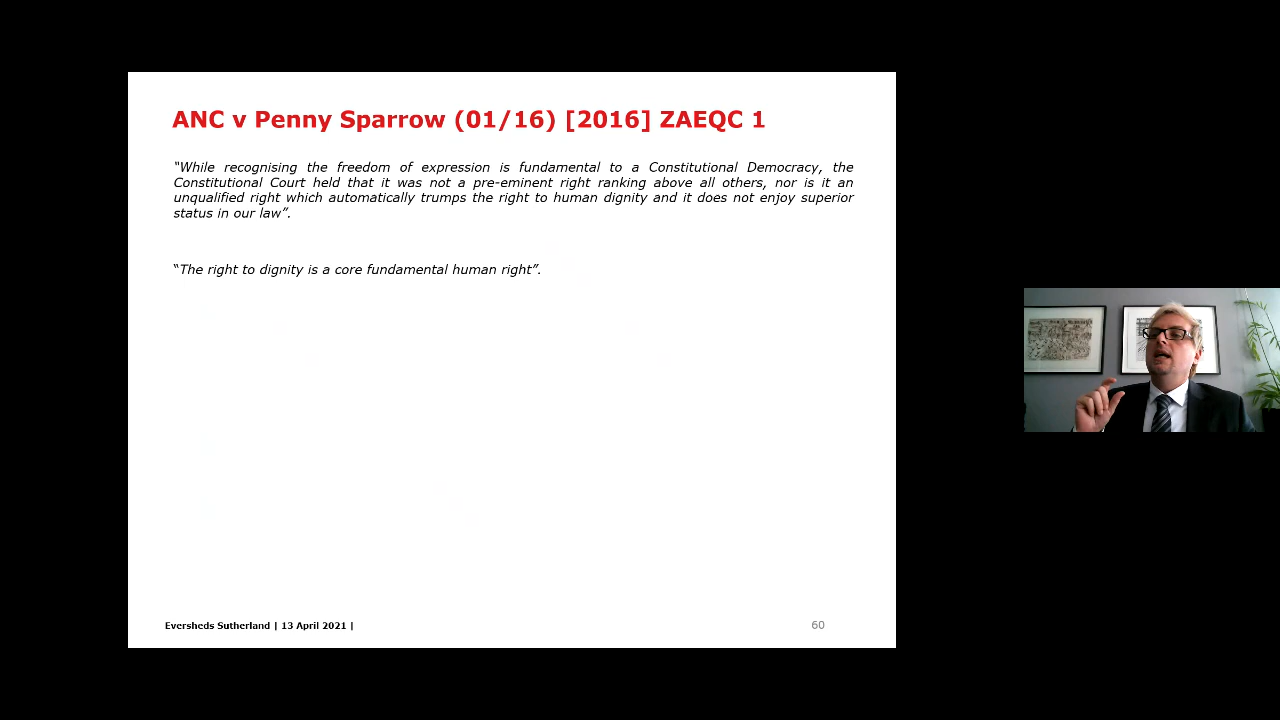 ANC v Penny Sparrow (01/16) [2016] ZAEQC 1
“While recognising the freedom of expression is fundamental to a Constitutional Democracy, the
Constitutional Court held that it was not a pre-eminent right ranking above all others, nor is it an
unqualified right which automatically trumps the right to human dignity and it does not enjoy superior
status in our law”.
“The right to dignity is a core fundamental human right”.
Eversheds Sutherland | 13 April 2021 |
60